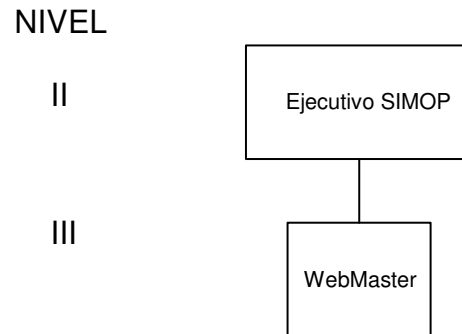 NIVEL
II
Ejecutivo SIMOP
III
WebMaster